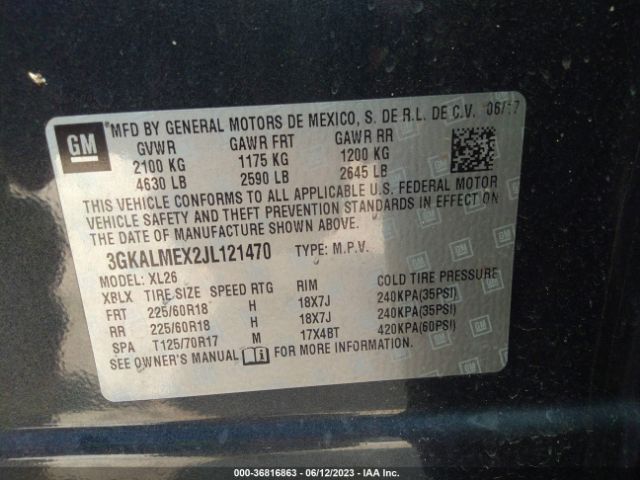 GM
MFD BY GENERAL MOTORS DE MEXICO, S. DE R.L. DE C.V. 06/17
GVWR GAWR FRT GAWR RR
2100 KG 1175 KG 1200 KG
4630 LB 2590 LB 2645 LB
THIS VEHICLE CONFORMS TO ALL APPLICABLE U.S. FEDERAL MOTOR
VEHICLE SAFETY AND THEFT PREVENTION STANDARDS IN EFFECT ON
THE DATE OF MANUFACTURE SHOWN ABOVE.
3GKALMEX2JL121470 TYPE: M.P.V.
MODEL: XL26
XBLX TIRE SIZE SPEED RTG RIM COLD TIRE PRESSURE
FRT 225/60R18 H 18X7J 240KPA(35PSI)
RR 225/60R18 H 18X7J 240KPA(35PSI)
SPA T125/70R17 M 17X4BT 420KPA(60PSI)
SEE OWNER'S MANUAL FOR MORE INFORMATION.
000-36816863 - 06/12/2023 - IAA Inc.